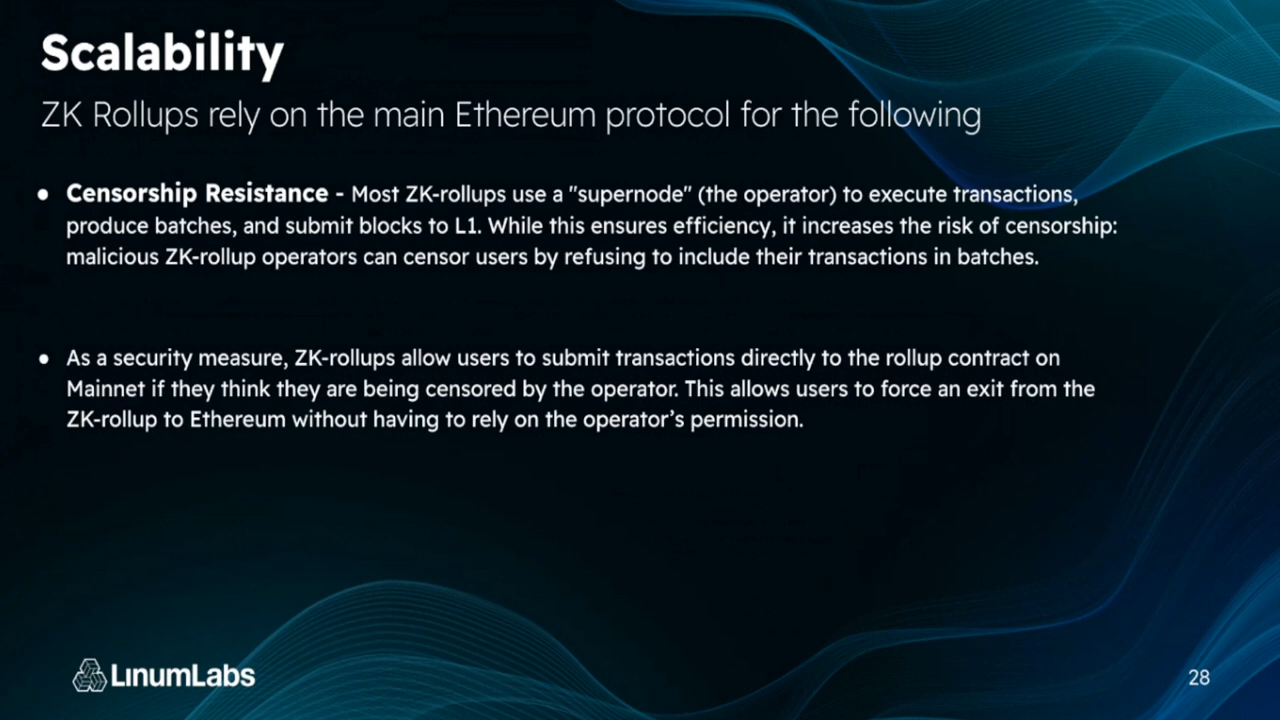 Scalability
ZK Rollups rely on the main Ethereum protocol for the following
• Censorship Resistance - Most ZK-rollups use a "supernode" (the operator) to execute transactions,
produce batches, and submit blocks to L1. While this ensures efficiency, it increases the risk of censorship:
malicious ZK-rollup operators can censor users by refusing to include their transactions in batches.
• As a security measure, ZK-rollups allow users to submit transactions directly to the rollup contract on
Mainnet if they think they are being censored by the operator. This allows users to force an exit from the
ZK-rollup to Ethereum without having to rely on the operator’s permission.
LinumLabs
28